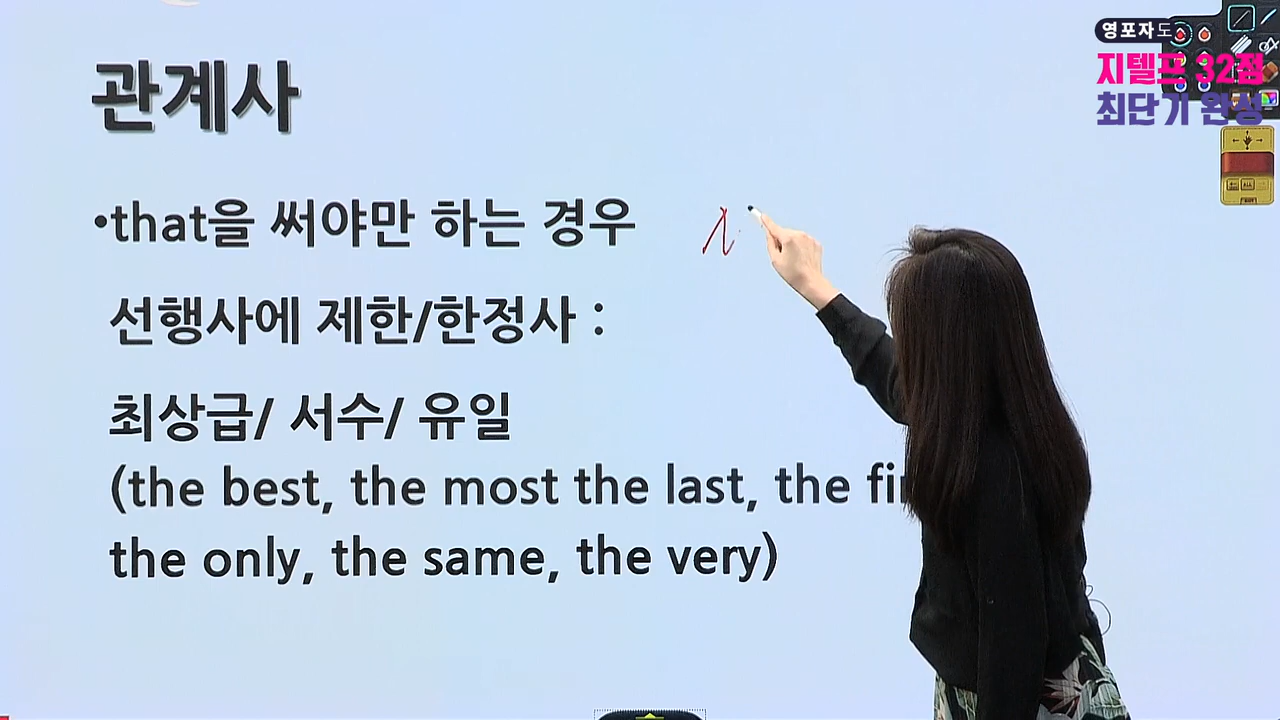 관계사
•that을 써야만 하는 경우
선행사에 제한/한정사 :
최상급/ 서수/ 유일
(the best, the most the last, the
the only, the same, the very)
영포자도
지텔프 32점
최단기 완성